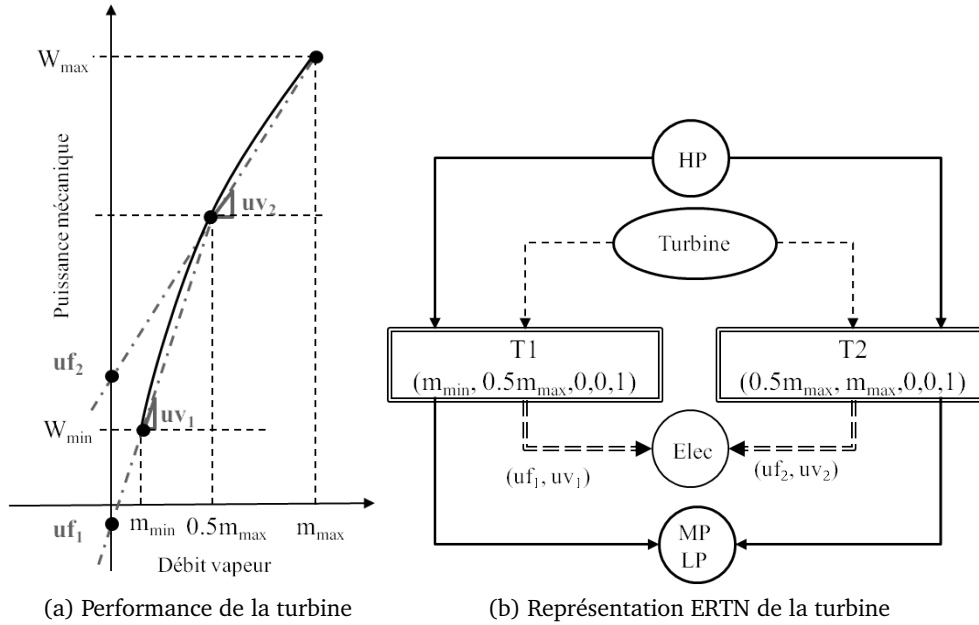 W_max
Puissance mécanique
uv_2
uf_2
W_min
uv_1
uf_1
m_min 0.5m_max m_max
Débit vapeur
(a) Performance de la turbine
HP
Turbine
T1
(m_min, 0.5m_max,0,0,1)
T2
(0.5m_max, m_max,0,0,1)
Elec
(uf_1, uv_1)
(uf_2, uv_2)
MP
LP
(b) Représentation ERTN de la turbine